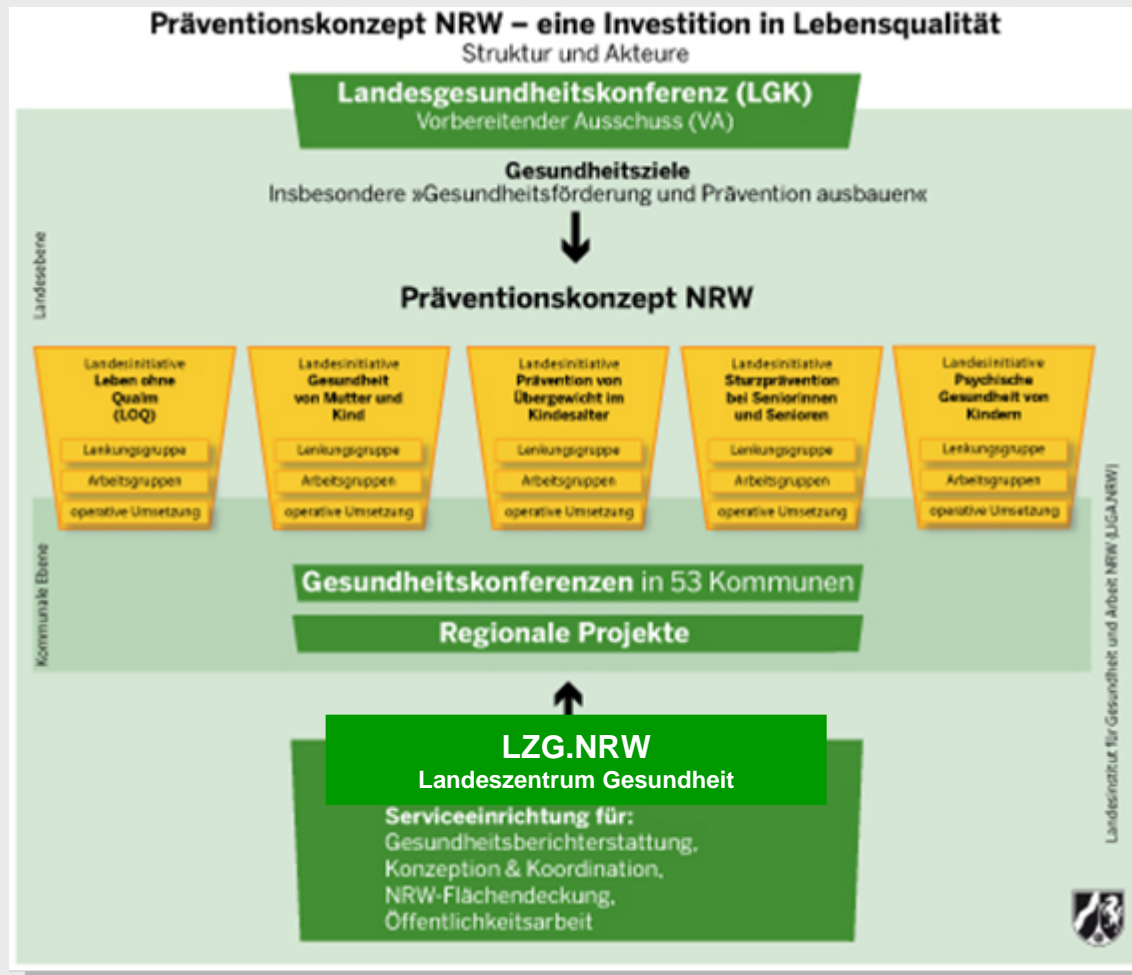 Präventionskonzept NRW – eine Investition in Lebensqualität
Struktur und Akteure
Landesgesundheitskonferenz (LGK)
Vorbereitender Ausschuss (VA)
Gesundheitsziele
Insbesondere »Gesundheitsförderung und Prävention ausbauen«
Landesebene
Präventionskonzept NRW
Landesinitiative
Leben ohne
Qualm
(LOQ)
Lenkungsgruppe
Arbeitsgruppen
operative Umsetzung
Landesinitiative
Gesundheit
von Mutter und
Kind
Lenkungsgruppe
Arbeitsgruppen
operative Umsetzung
Landesinitiative
Prävention von
Übergewicht im
Kindesalter
Lenkungsgruppe
Arbeitsgruppen
operative Umsetzung
Landesinitiative
Sturzprävention
bei Seniorinnen
und Senioren
Lenkungsgruppe
Arbeitsgruppen
operative Umsetzung
Landesinitiative
Psychische
Gesundheit von
Kindern
Lenkungsgruppe
Arbeitsgruppen
operative Umsetzung
Kommunale Ebene
Gesundheitskonferenzen in 53 Kommunen
Regionale Projekte
LZG.NRW
Landeszentrum Gesundheit
Serviceeinrichtung für:
Gesundheitsberichterstattung,
Konzeption & Koordination,
NRW-Flächendeckung,
Öffentlichkeitsarbeit
Landesinstitut für Gesundheit und Arbeit NRW (LIGA.NRW)